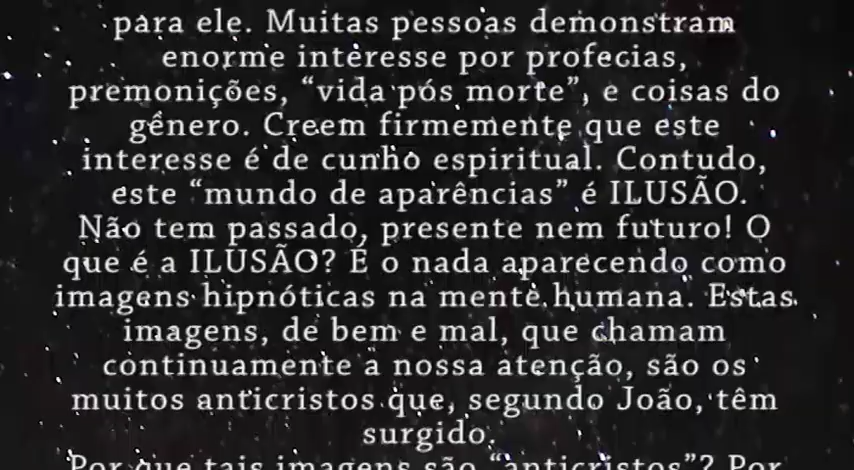 para ele. Muitas pessoas demonstram
enorme interesse por profecias,
premonições, “vida pós morte”, e coisas do
gênero. Creem firmemente que este
interesse é de cunho espiritual. Contudo,
este “mundo de aparências” é ILUSÃO.
Não tem passado, presente nem futuro! O
que é a ILUSÃO? É o nada aparecendo como
imagens hipnóticas na mente humana. Estas
imagens, de bem e mal, que chamam
continuamente a nossa atenção, são os
muitos anticristos que, segundo João, têm
surgido.
Por que tais imagens são “anticristos”? Por